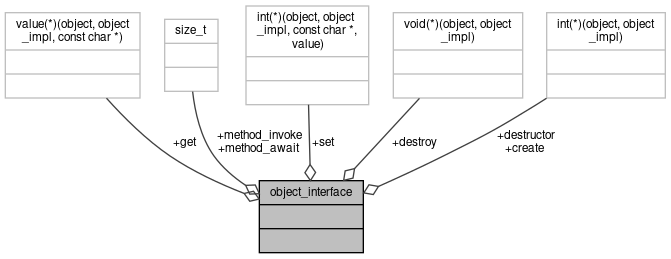 value(*)(object, object
_impl, const char *)
size_t
int(*)(object, object
_impl, const char *,
value)
void(*)(object, object
_impl)
int(*)(object, object
_impl)
+get
+method_invoke
+method_await
+set
+destroy
+destructor
+create
object_interface